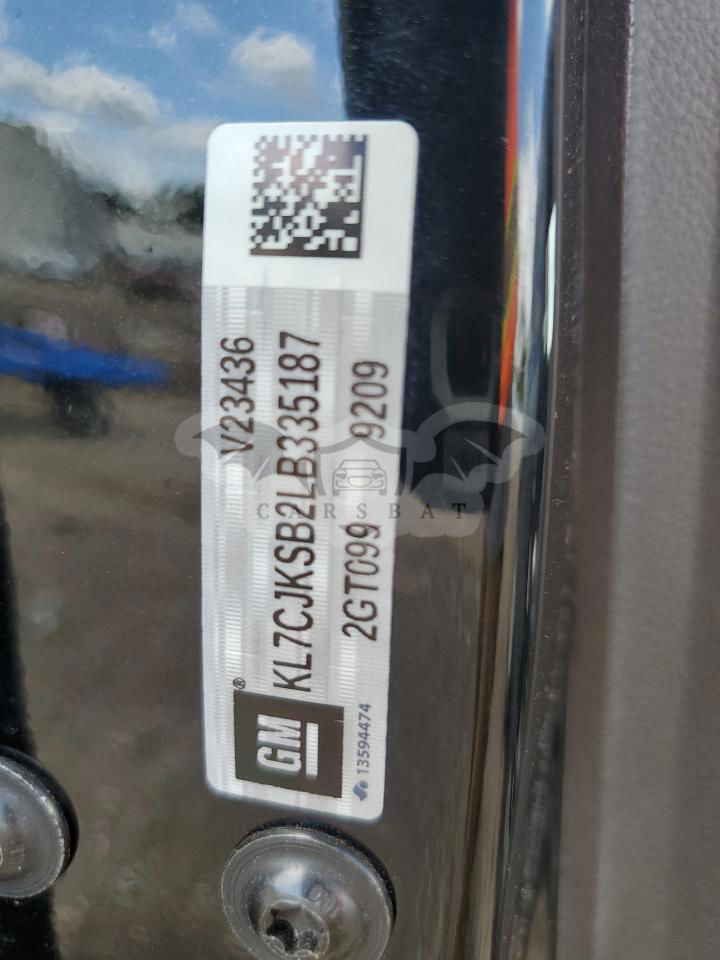 V23436
KL7CJKSB2LB335187
2GT099 9209
GM®
13594474
CARSBAT